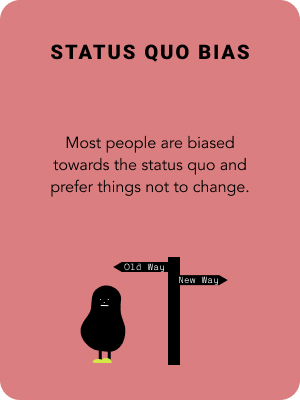 STATUS QUO BIAS
Most people are biased
towards the status quo and
prefer things not to change.
Old Way
New Way